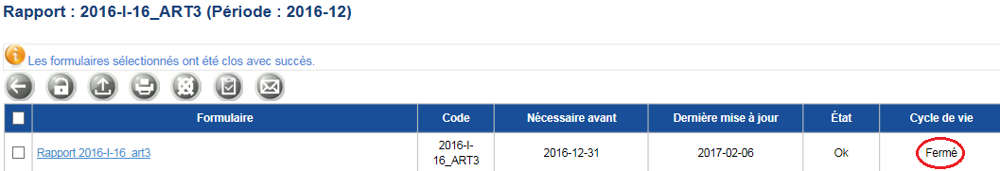 Rapport : 2016-I-16_ART3 (Période : 2016-12)
Les formulaires sélectionnés ont été clos avec succès.
Formulaire Code Nécessaire avant Dernière mise à jour État Cycle de vie
Rapport 2016-I-16_art3 2016-I-16_ART3 2016-12-31 2017-02-06 Ok Fermé